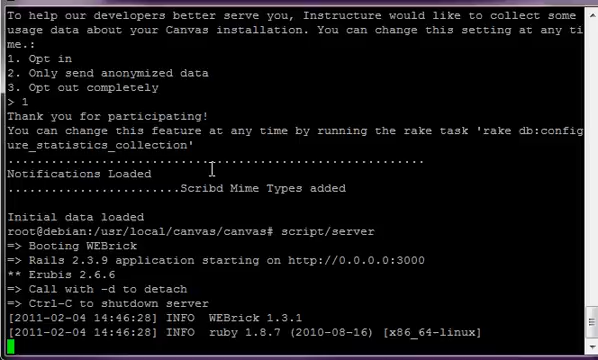 To help our developers better serve you, Instructure would like to collect some
usage data about your Canvas installation. You can change this setting at any ti
me.:
1. Opt in
2. Only send anonymized data
3. Opt out completely
> 1
Thank you for participating!
You can change this feature at any time by running the rake task 'rake db:config
ure_statistics_collection'
..................................................................
Notifications Loaded
.......................Scribd Mime Types added
Initial data loaded
root@debian:/usr/local/canvas/canvas# script/server
=> Booting WEBrick
=> Rails 2.3.9 application starting on http://0.0.0.0:3000
** Erubis 2.6.6
=> Call with -d to detach
=> Ctrl-C to shutdown server
[2011-02-04 14:46:28] INFO  WEBrick 1.3.1
[2011-02-04 14:46:28] INFO  ruby 1.8.7 (2010-08-16) [x86_64-linux]